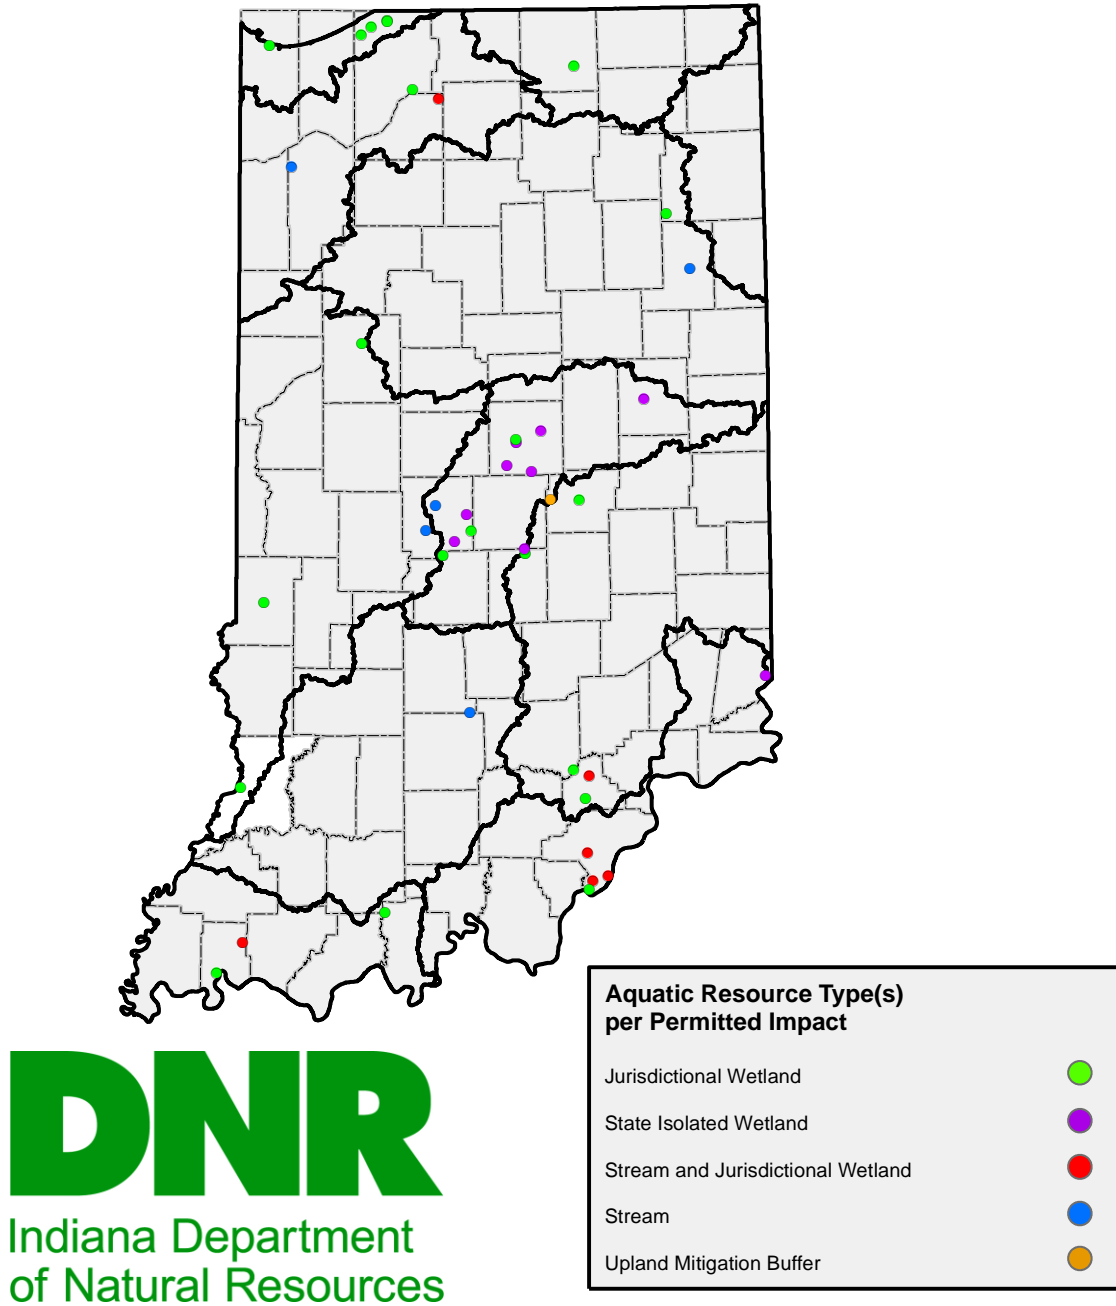 Aquatic Resource Type(s)
per Permitted Impact
Jurisdictional Wetland
State Isolated Wetland
Stream and Jurisdictional Wetland
Stream
Upland Mitigation Buffer
DNR
Indiana Department
of Natural Resources